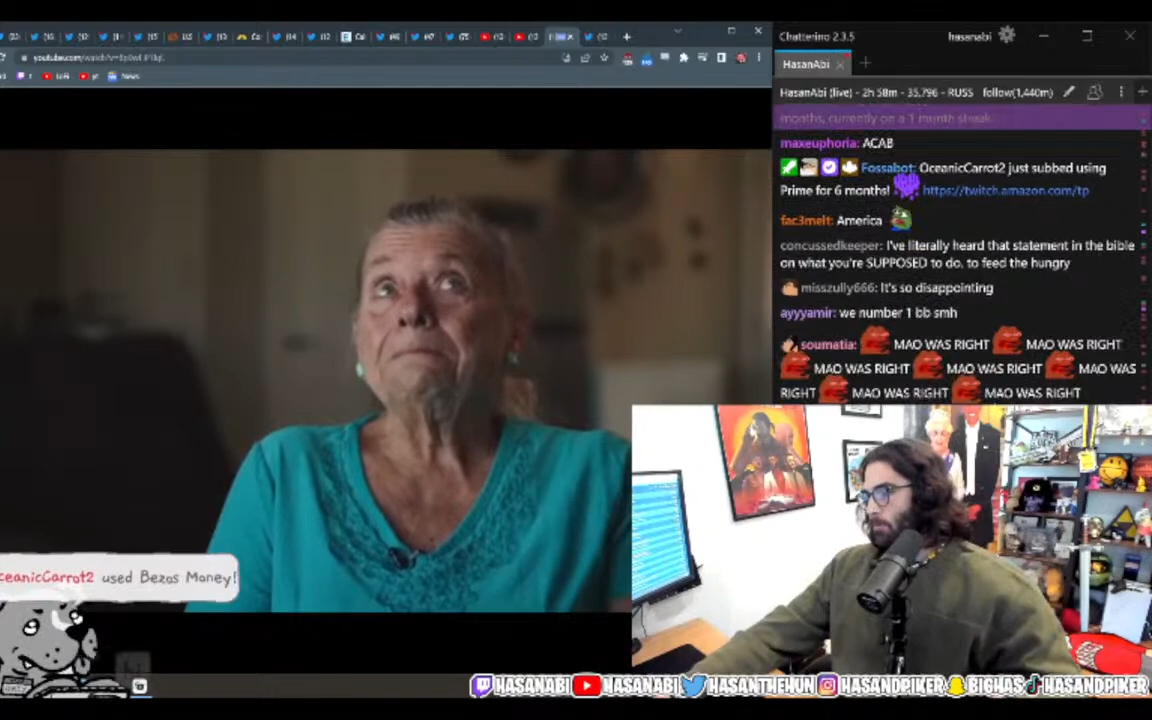 Chatterino 2.3.5
hasanabi
HasanAbi
HasanAbi (live) - 2h 58m - 35,796 - RUSS follow(1,440m)
months, currently on a 1 month streak
maxeuphoria: ACAB
Fossabot: OceanicCarrot2 just subbed using
Prime for 6 months! https://twitch.amazon.com/tp
fac3melt: America
concussedkeeper: I've literally heard that statement in the bible
on what you're SUPPOSED to do. to feed the hungry
misszully666: It's so disappointing
ayyyamir: we number 1 bb smh
soumatia: MAO WAS RIGHT MAO WAS RIGHT
MAO WAS RIGHT MAO WAS RIGHT MAO WAS
RIGHT MAO WAS RIGHT MAO WAS RIGHT
News
ceanicCarrot2 used Bezos Money!
HASANABI HASANABI HASANTHEHUN HASANDPIKER BIGHAS HASANDPIKER